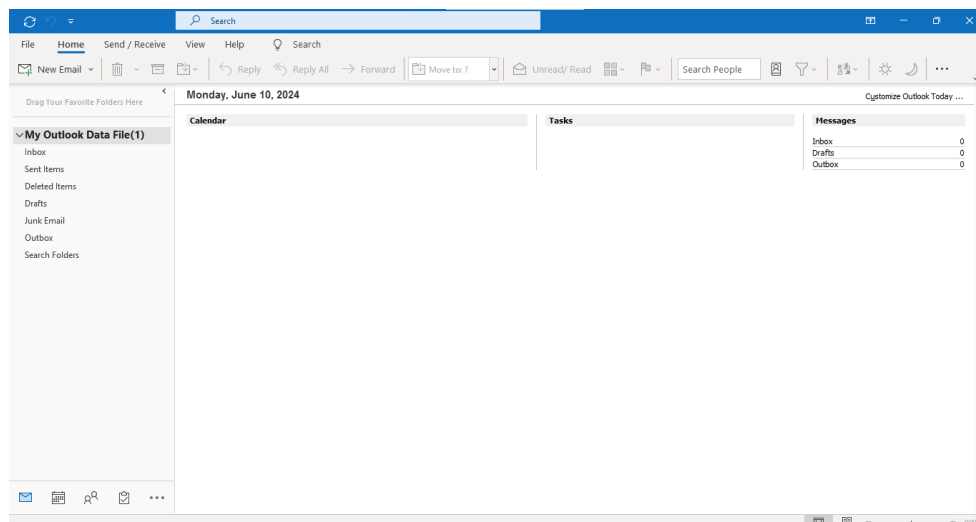 Search
File Home Send / Receive View Help Search
New Email Reply Reply All Forward Move to: ? Unread/ Read Search People
Drag Your Favorite Folders Here
My Outlook Data File(1)
Inbox
Sent Items
Deleted Items
Drafts
Junk Email
Outbox
Search Folders
Monday, June 10, 2024 Customize Outlook Today ...
Calendar Tasks Messages
Inbox 0
Drafts 0
Outbox 0